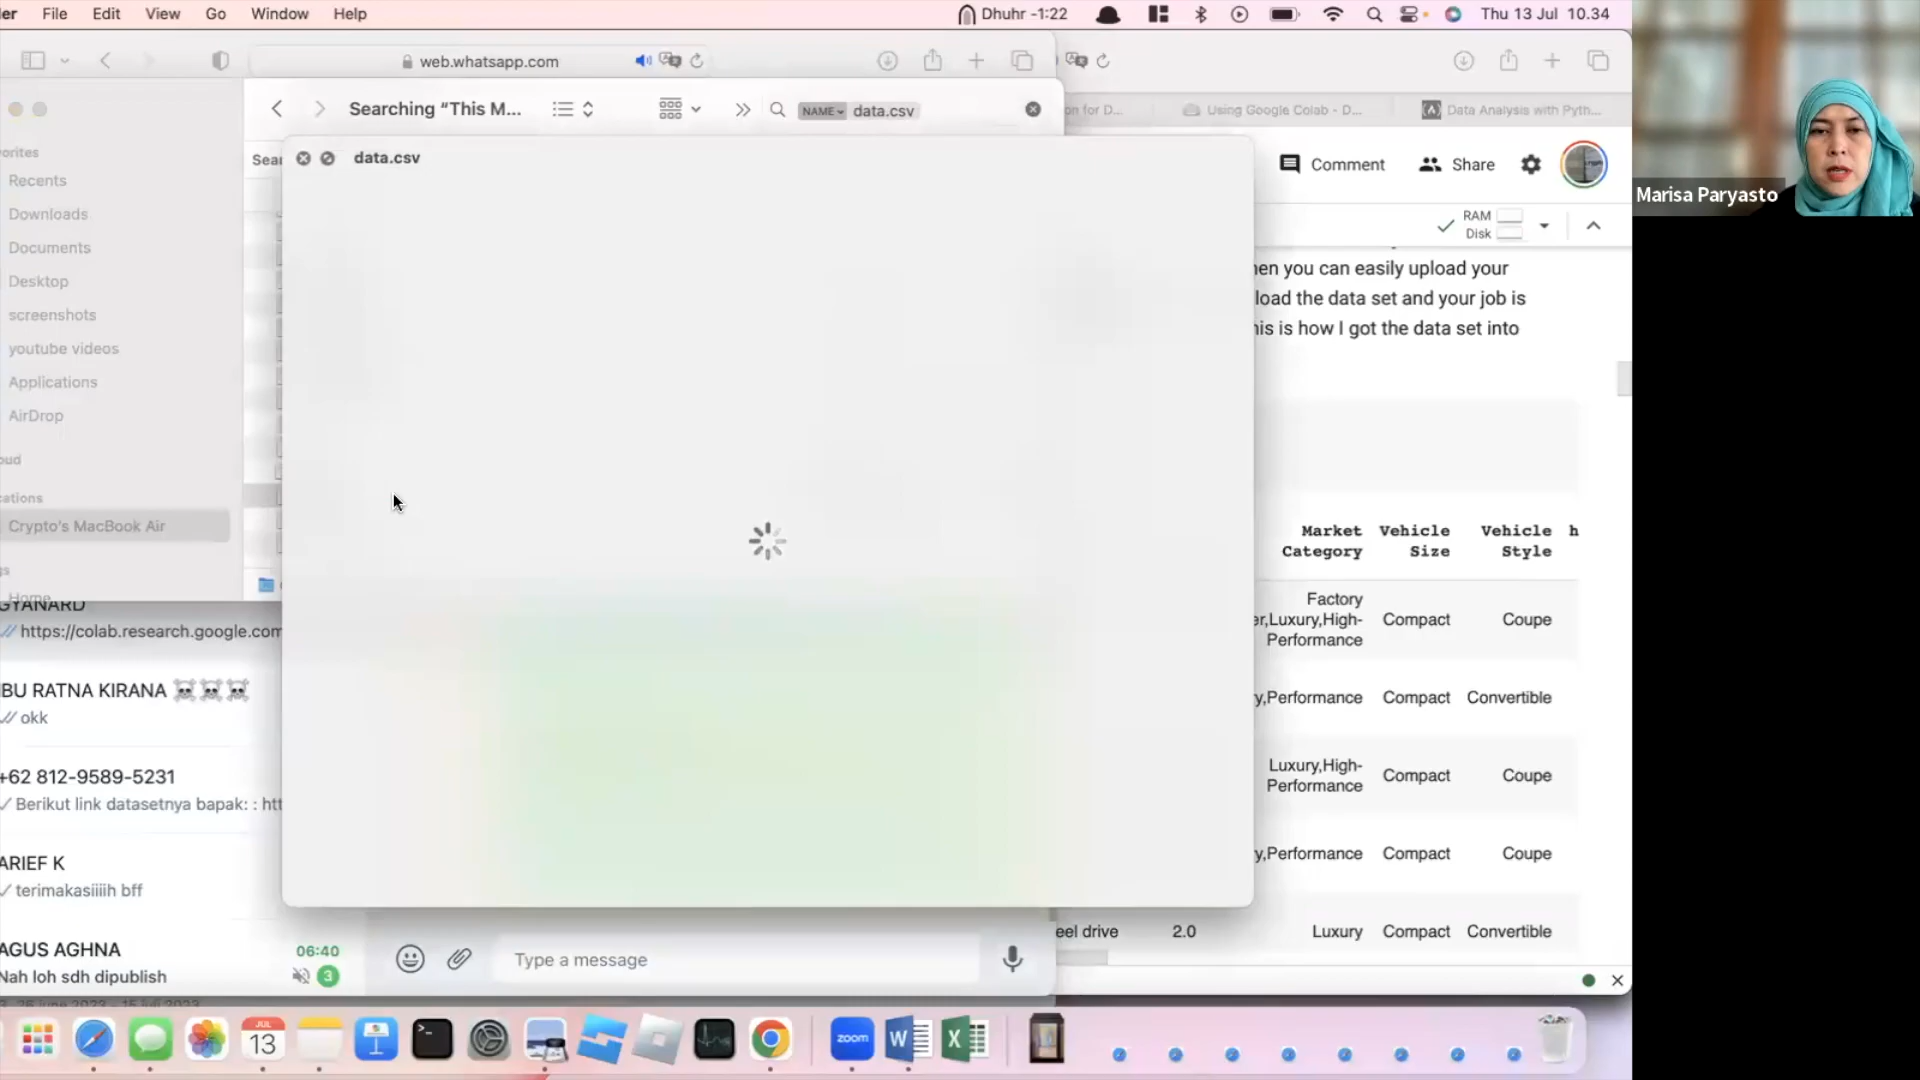 File Edit View Go Window Help
Dhuhr -1:22
Thu 13 Jul 10.34
web.whatsapp.com
Searching “This M...
NAME
data.csv
Using Google Colab - D...
Data Analysis with Pyth...
data.csv
Comment
Share
RAM
Disk
Recents
Downloads
Documents
Desktop
screenshots
youtube videos
Applications
AirDrop
Crypto's MacBook Air
Home
GYANARD
https://colab.research.google.com
IBU RATNA KIRANA ☠️☠️☠️
okk
+62 812-9589-5231
Berikut link datasetnya bapak: : htt
ARIEF K
terimakasiiiih bff
AGUS AGHNA
06:40
Nah loh sdh dipublish
3
Type a message
you can easily upload your
load the data set and your job is
is how I got the data set into
Market Category
Vehicle Size
Vehicle Style
h
Factory
er,Luxury,High-
Performance
Compact
Coupe
y,Performance
Compact
Convertible
Luxury,High-
Performance
Compact
Coupe
y,Performance
Compact
Coupe
eel drive
2.0
Luxury
Compact
Convertible
JUL
13
zoom
W
X
Marisa Paryasto